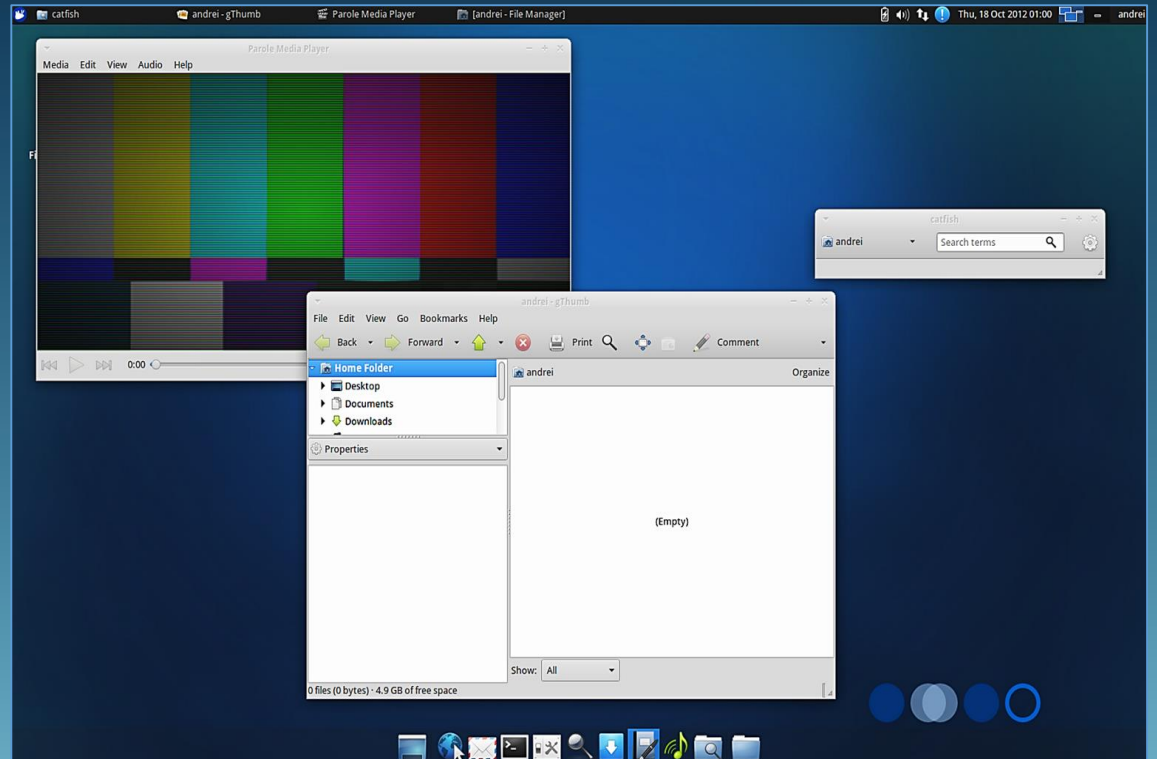 catfish
andrei - gThumb
Parole Media Player
[andrei - File Manager]
Thu, 18 Oct 2012 01:00
andrei
Parole Media Player
Media Edit View Audio Help
Fi
0:00
catfish
andrei
Search terms
andrei - gThumb
File Edit View Go Bookmarks Help
Back Forward Print Comment
Home Folder
Desktop
Documents
Downloads
Properties
andrei Organize
(Empty)
Show: All
0 files (0 bytes) · 4.9 GB of free space